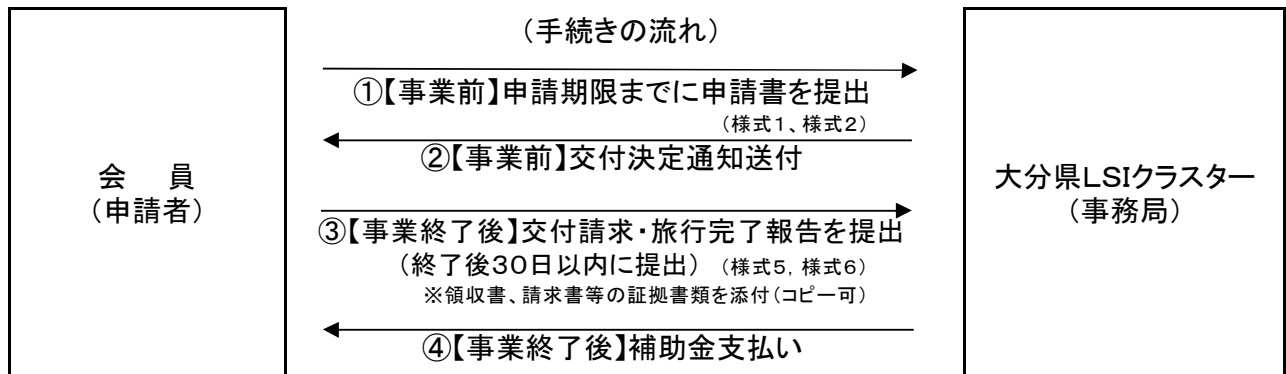 （手続きの流れ）
①【事業前】申請期限までに申請書を提出
（様式１、様式２）
②【事業前】交付決定通知送付
会　　員
（申請者）
大分県LSIクラスター
（事務局）
③【事業終了後】交付請求・旅行完了報告を提出
（終了後３０日以内に提出）（様式５，様式６）
※領収書、請求書等の証拠書類を添付（コピー可）
④【事業終了後】補助金支払い